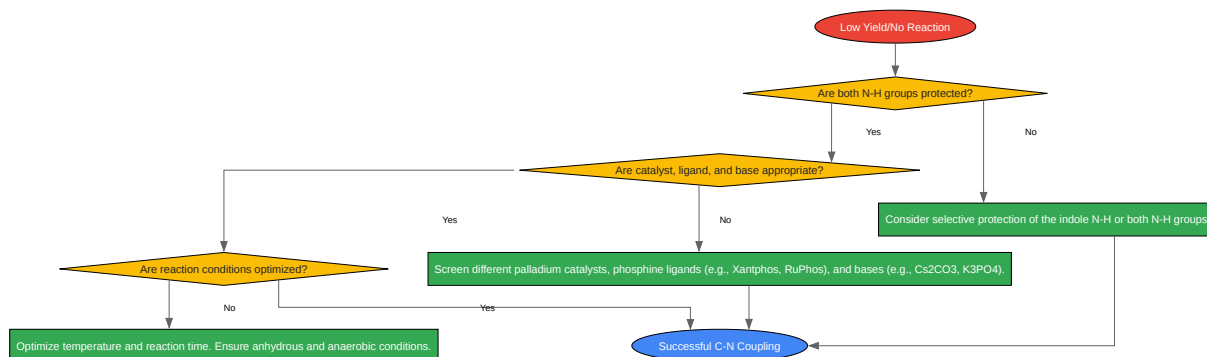 Low Yield/No Reaction
Are both N-H groups protected?
Yes
No
Are catalyst, ligand, and base appropriate?
Yes
No
Consider selective protection of the indole N-H or both N-H groups
Are reaction conditions optimized?
Screen different palladium catalysts, phosphine ligands (e.g., Xantphos, RuPhos), and bases (e.g., Cs2CO3, K3PO4).
No
Yes
Optimize temperature and reaction time. Ensure anhydrous and anaerobic conditions.
Successful C-N Coupling